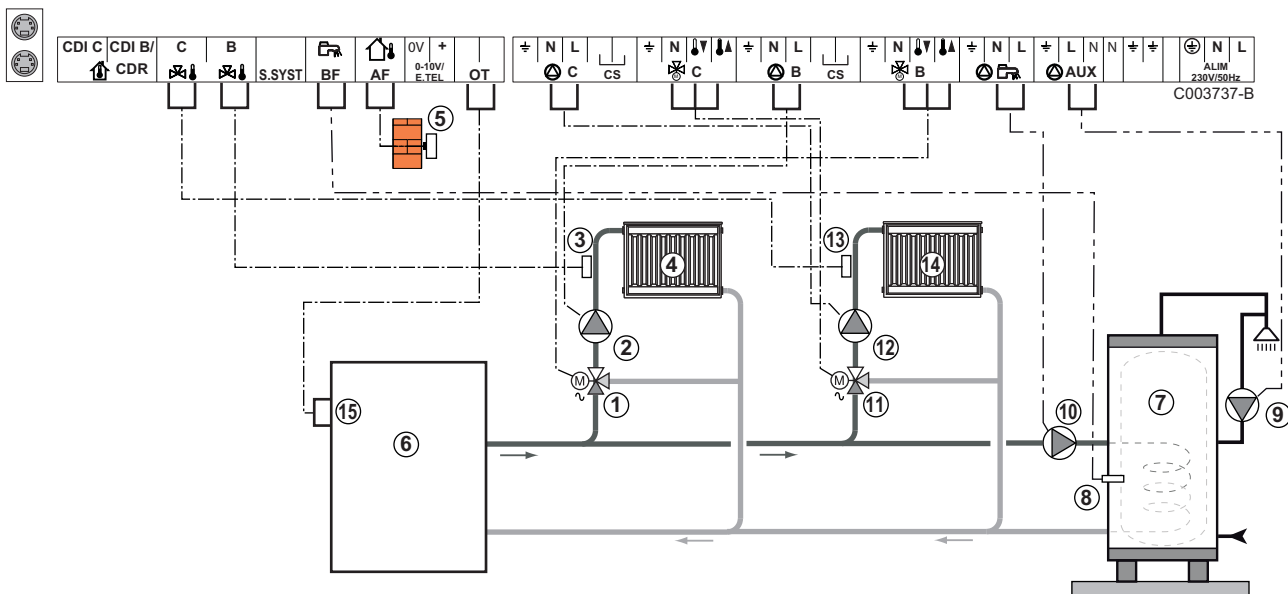 CDI C CDI B/ C B 0V + N L N N L N N L L N N N L
CDR S.SYST BF AF 0-10V/ OT C CS C B CS B AUX ALIM
E.TEL 230V/50Hz
C003737-B
5
3 4 13 14
2 12
M 1 M 11 10 7 9
15 6
8